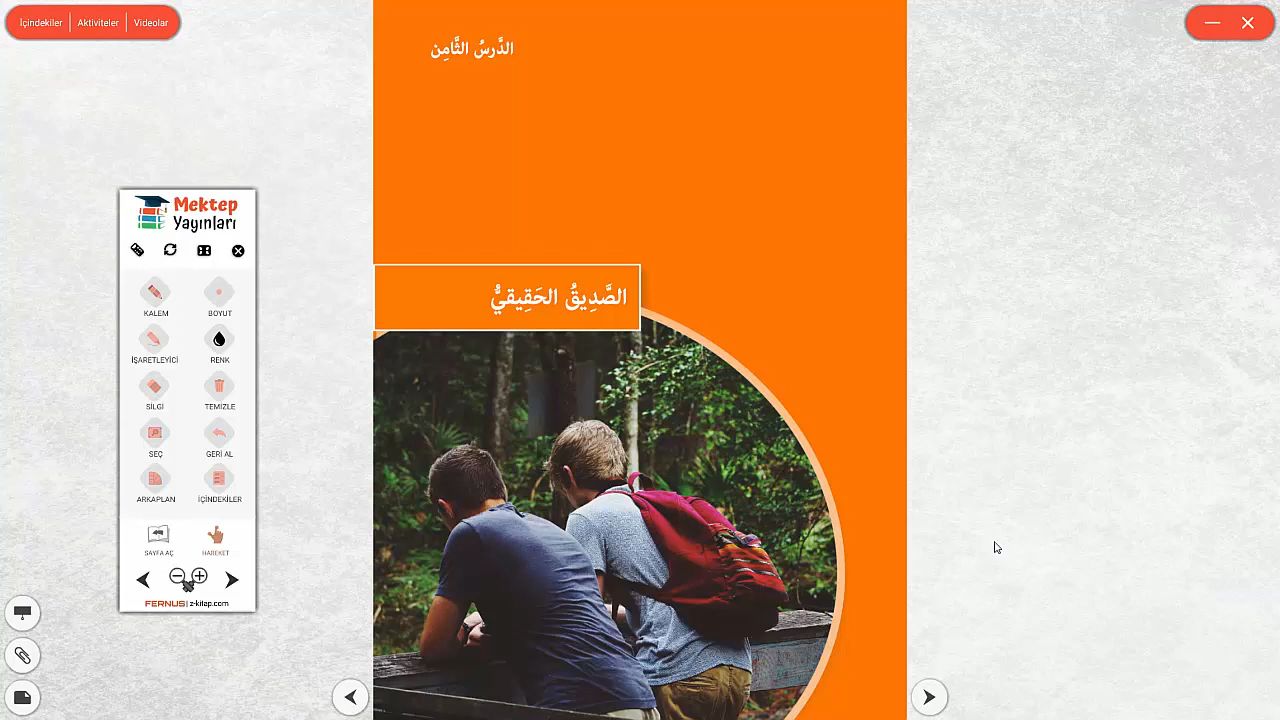 İçindekiler
Aktiviteler
Videolar
الدَّرسُ الثَّامِن
الصَّدِيقُ الحَقِيقيُّ
Mektep
Yayınları
KALEM
BOYUT
İŞARETLEYİCİ
RENK
SİLGİ
TEMİZLE
SEÇ
GERİ AL
ARKAPLAN
İÇİNDEKİLER
SAYFA AÇ
HAREKET
FERNUS z-kitap.com